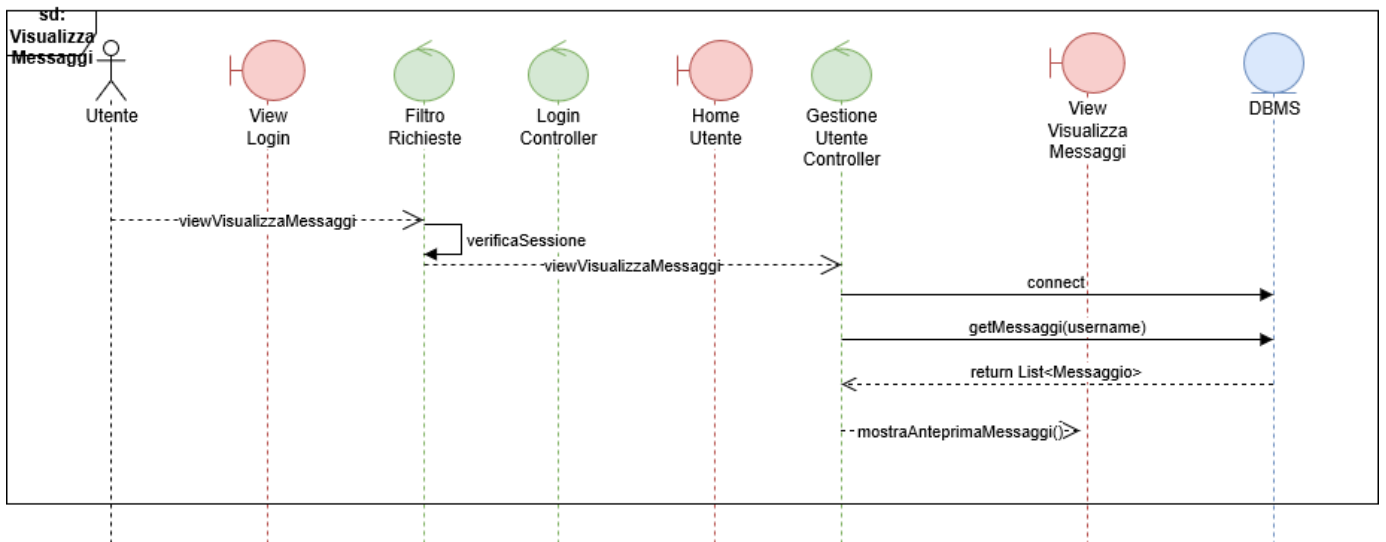 sd:
Visualizza
Messaggi
Utente
View
Login
Filtro
Richieste
Login
Controller
Home
Utente
Gestione
Utente
Controller
View
Visualizza
Messaggi
DBMS
viewVisualizzaMessaggi
verificaSessione
viewVisualizzaMessaggi
connect
getMessaggi(username)
return List<Messaggio>
mostraAnteprimaMessaggi()